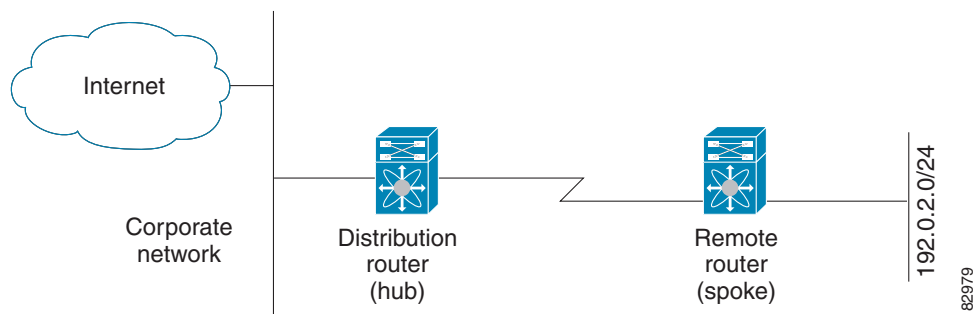 Internet
Corporate
network
Distribution
router
(hub)
Remote
router
(spoke)
192.0.2.0/24
82979